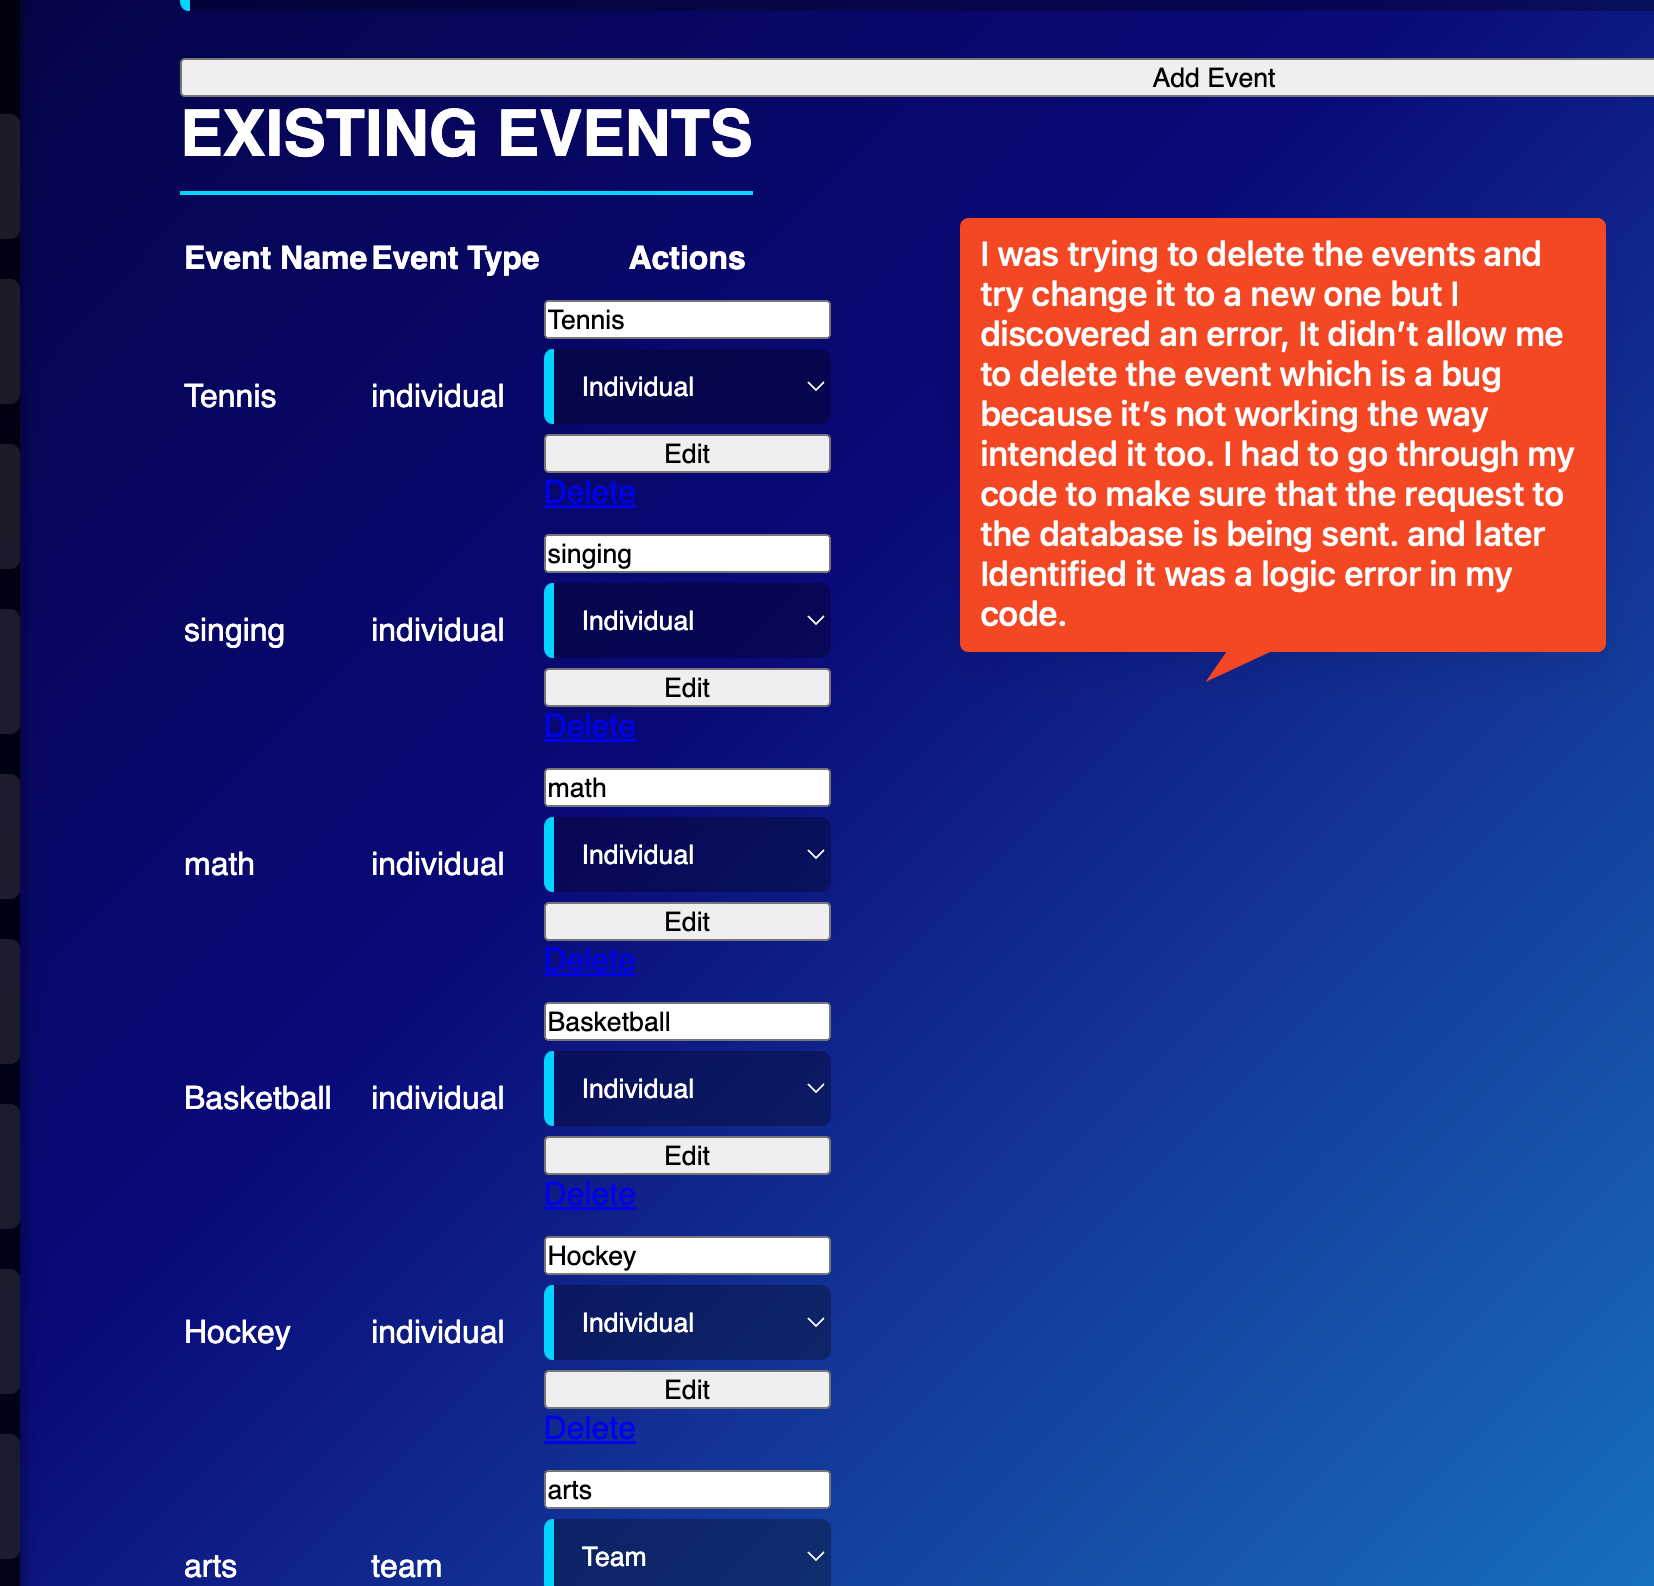 Add Event
EXISTING EVENTS
Event Name Event Type Actions
Tennis
Tennis individual Individual
Edit
Delete
singing
singing individual Individual
Edit
Delete
math
math individual Individual
Edit
Delete
Basketball
Basketball individual Individual
Edit
Delete
Hockey
Hockey individual Individual
Edit
Delete
arts
arts team Team
I was trying to delete the events and
try change it to a new one but I
discovered an error, It didn't allow me
to delete the event which is a bug
because it's not working the way
intended it too. I had to go through my
code to make sure that the request to
the database is being sent. and later
Identified it was a logic error in my
code.